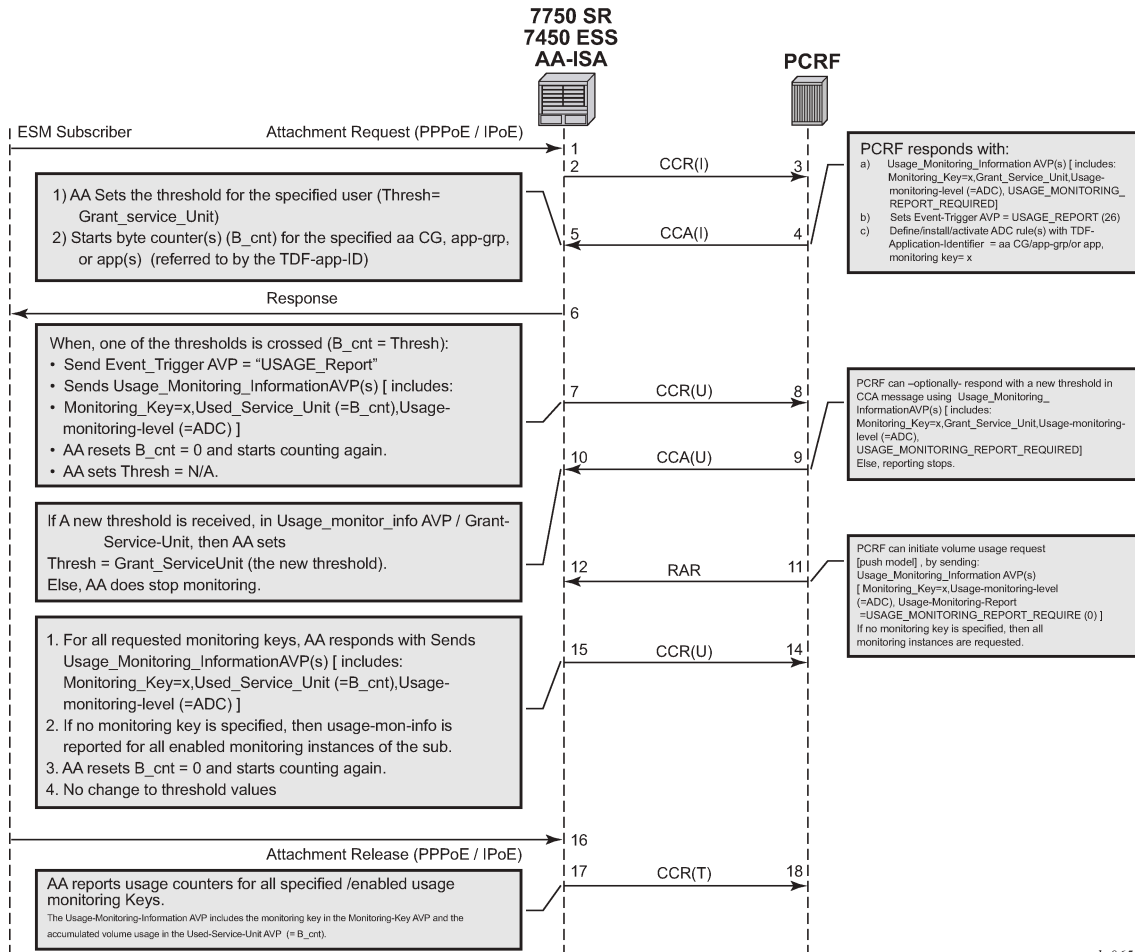 7750 SR
7450 ESS
AA-ISA
PCRF
ESM Subscriber
Attachment Request (PPPoE / IPoE)
1
2
CCR(I)
3
PCRF responds with:
a) Usage_Monitoring_Information AVP(s) [ includes:
Monitoring_Key=x,Grant_Service_Unit,Usage-
monitoring-level (=ADC), USAGE_MONITORING_
REPORT_REQUIRED]
b) Sets Event-Trigger AVP = USAGE_REPORT (26)
c) Define/install/activate ADC rule(s) with TDF-
Application-Identifier = aa CG/app-grp/or app,
monitoring key= x
1) AA Sets the threshold for the specified user (Thresh=
Grant_service_Unit)
2) Starts byte counter(s) (B_cnt) for the specified aa CG, app-grp,
or app(s) (referred to by the TDF-app-ID)
5
CCA(I)
4
Response
6
When, one of the thresholds is crossed (B_cnt = Thresh):
• Send Event_Trigger AVP = “USAGE_Report”
• Sends Usage_Monitoring_InformationAVP(s) [ includes:
• Monitoring_Key=x,Used_Service_Unit (=B_cnt),Usage-
monitoring-level (=ADC) ]
• AA resets B_cnt = 0 and starts counting again.
• AA sets Thresh = N/A.
7
CCR(U)
8
PCRF can –optionally- respond with a new threshold in
CCA message using Usage_Monitoring_
InformationAVP(s) [ includes:
Monitoring_Key=x,Grant_Service_Unit,Usage-monitoring-
level (=ADC),
USAGE_MONITORING_REPORT_REQUIRED]
Else, reporting stops.
10
CCA(U)
9
If A new threshold is received, in Usage_monitor_info AVP / Grant-
Service-Unit, then AA sets
Thresh = Grant_ServiceUnit (the new threshold).
Else, AA does stop monitoring.
12
RAR
11
PCRF can initiate volume usage request
[push model] , by sending:
Usage_Monitoring_Information AVP(s)
[ Monitoring_Key=x,Usage-monitoring-level
(=ADC), Usage-Monitoring-Report
=USAGE_MONITORING_REPORT_REQUIRE (0) ]
If no monitoring key is specified, then all
monitoring instances are requested.
1. For all requested monitoring keys, AA responds with Sends
Usage_Monitoring_InformationAVP(s) [ includes:
Monitoring_Key=x,Used_Service_Unit (=B_cnt),Usage-
monitoring-level (=ADC) ]
2. If no monitoring key is specified, then usage-mon-info is
reported for all enabled monitoring instances of the sub.
3. AA resets B_cnt = 0 and starts counting again.
4. No change to threshold values
15
CCR(U)
14
16
Attachment Release (PPPoE / IPoE)
17
CCR(T)
18
AA reports usage counters for all specified /enabled usage
monitoring Keys.
The Usage-Monitoring-Information AVP includes the monitoring key in the Monitoring-Key AVP and the
accumulated volume usage in the Used-Service-Unit AVP (= B_cnt).